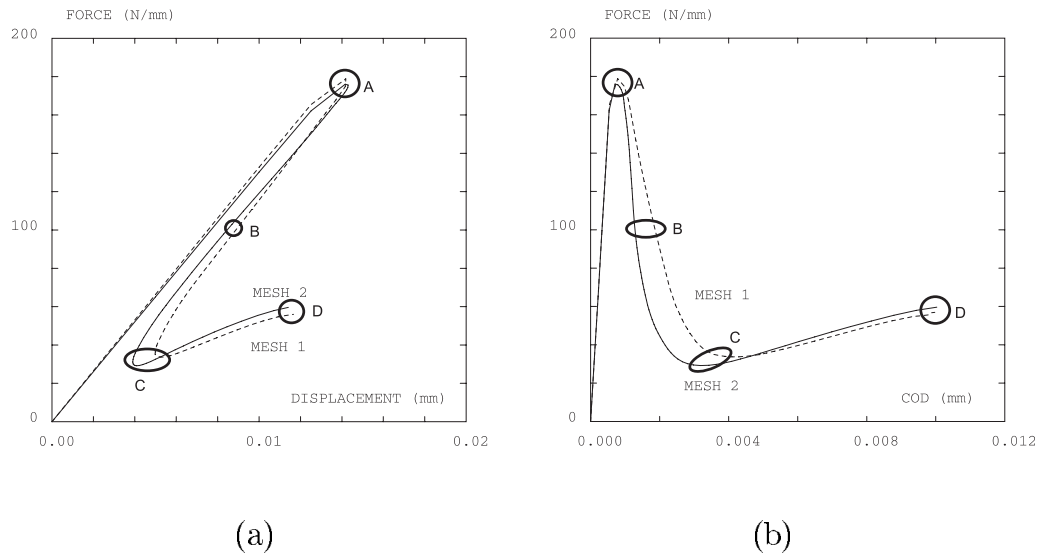 FORCE (N/mm)
200
A
100
B
MESH 2
D
MESH 1
C
DISPLACEMENT (mm)
0
0.00 0.01 0.02
(a)
FORCE (N/mm)
200
A
100
B
MESH 1
C
D
MESH 2
COD (mm)
0
0.000 0.004 0.008 0.012
(b)